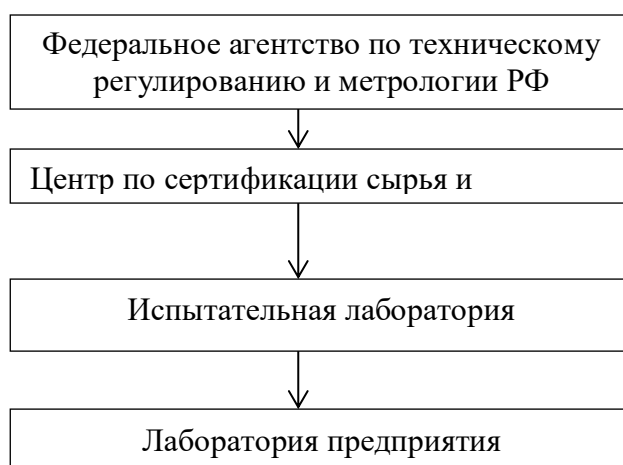 Федеральное агентство по техническому
регулированию и метрологии РФ
Центр по сертификации сырья и
Испытательная лаборатория
Лаборатория предприятия